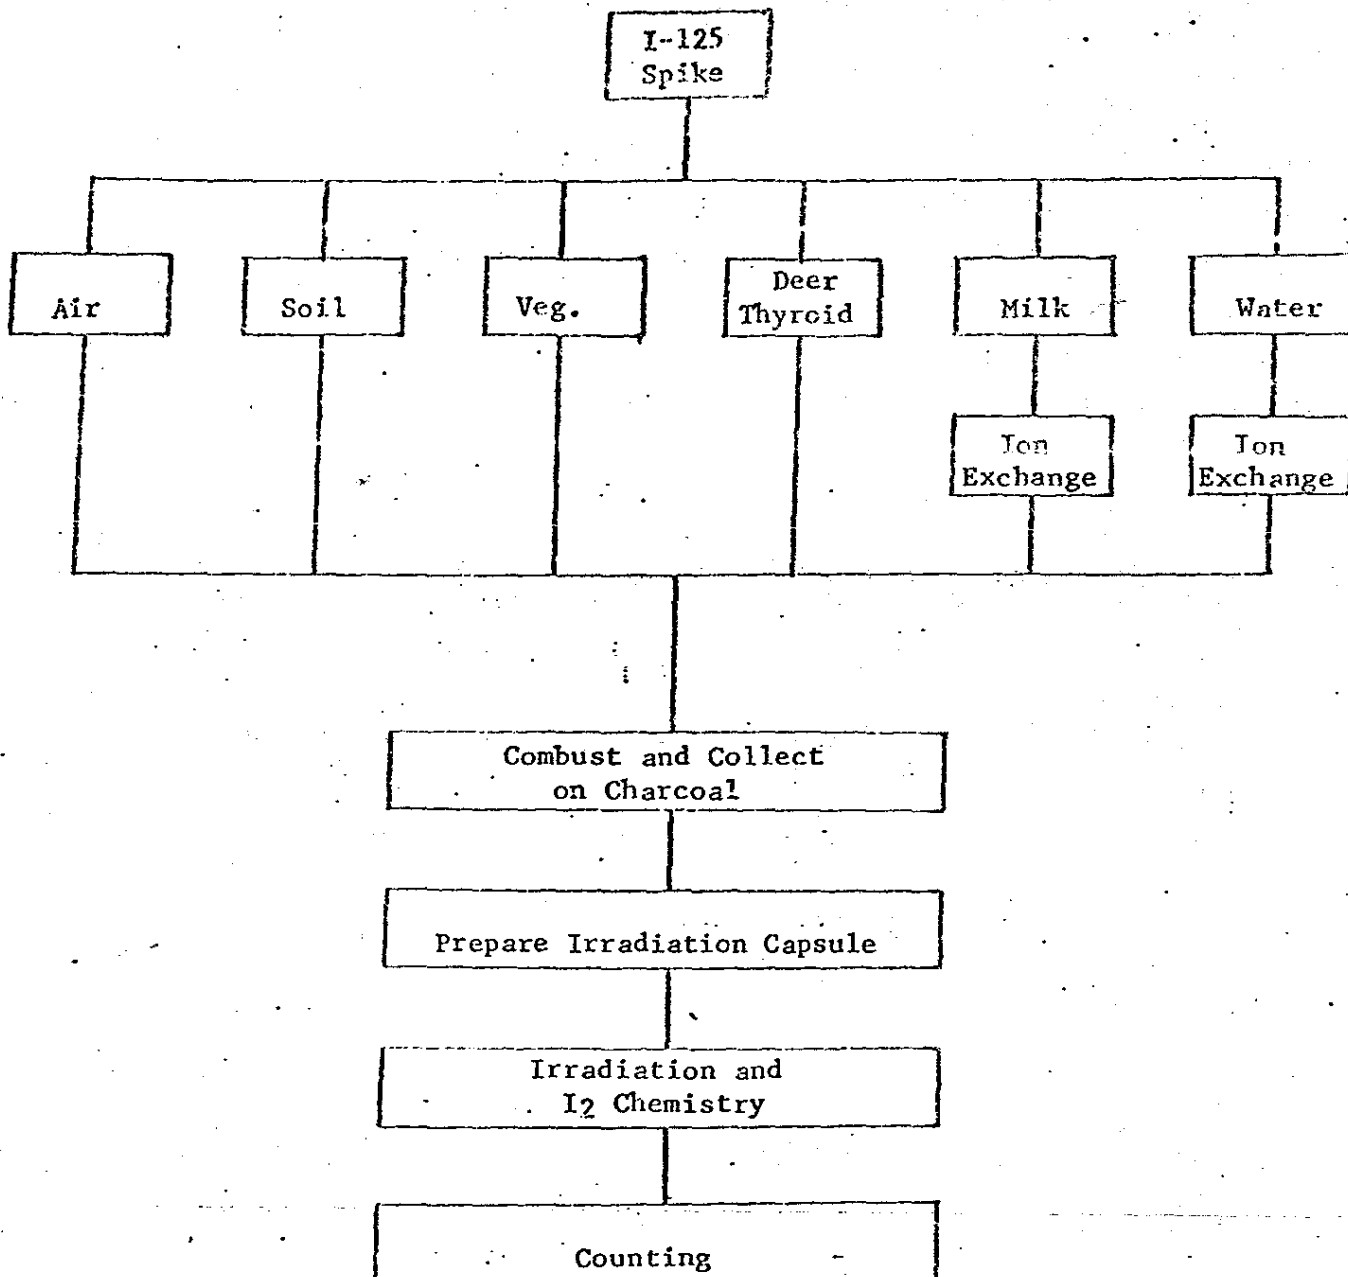 I-125
Spike
Air
Soil
Veg.
Deer
Thyroid
Milk
Water
Ion
Exchange
Ion
Exchange
Combust and Collect
on Charcoal
Prepare Irradiation Capsule
Irradiation and
I2 Chemistry
Counting